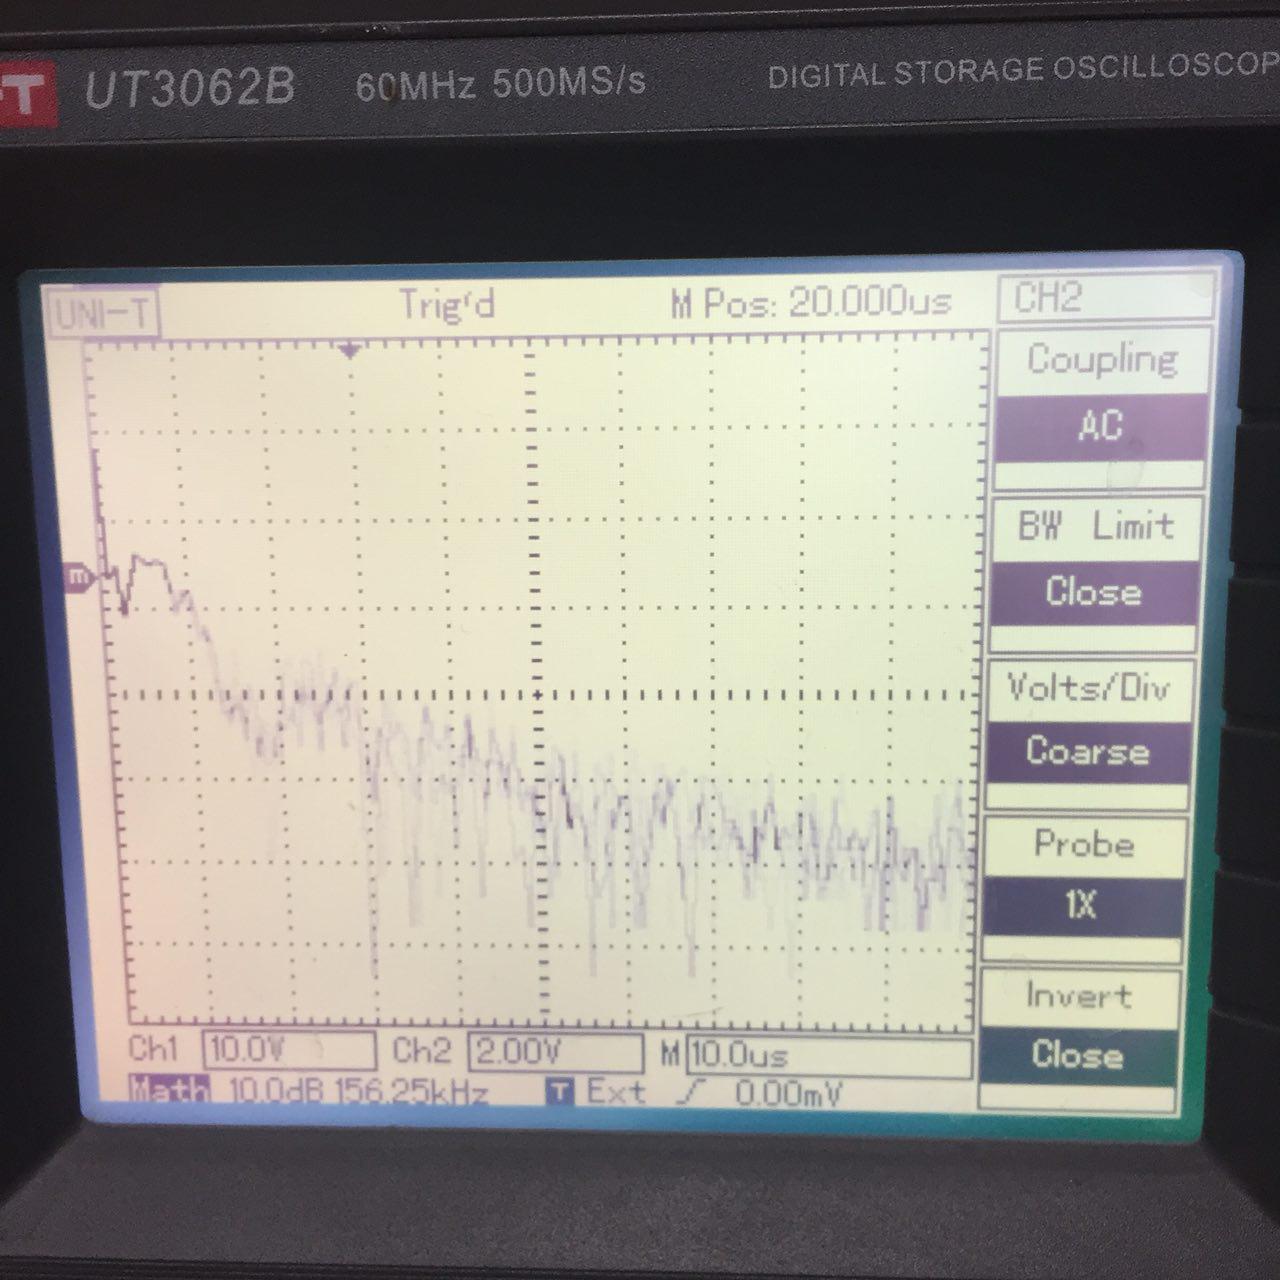 -T UT3062B 60MHz 500MS/s DIGITAL STORAGE OSCILLOSCOP
UNI-T Trig'd M Pos: 20.000us CH2
Coupling
AC
BW Limit
Close
Volts/Div
Coarse
Probe
1X
Invert
Close
m
Ch1 10.0V Ch2 2.00V M 10.0us
Math 10.0dB 156.25kHz T Ext 0.00mV